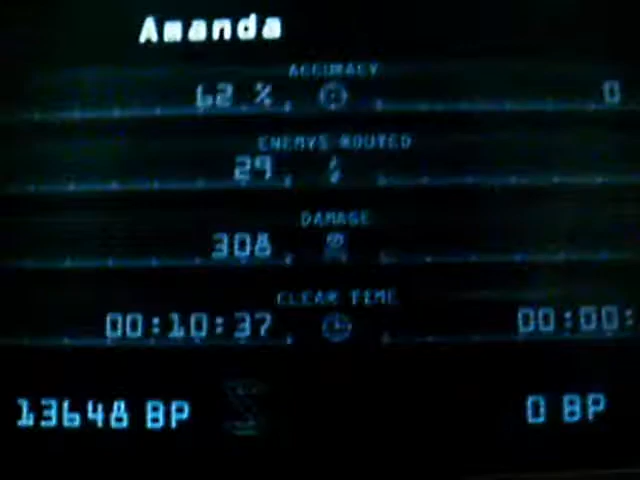 Amanda
ACCURACY
62 % 0
ENEMYS ROUTED
29
DAMAGE
308
CLEAR TIME
00:10:37 00:00:
13648 BP 0 BP